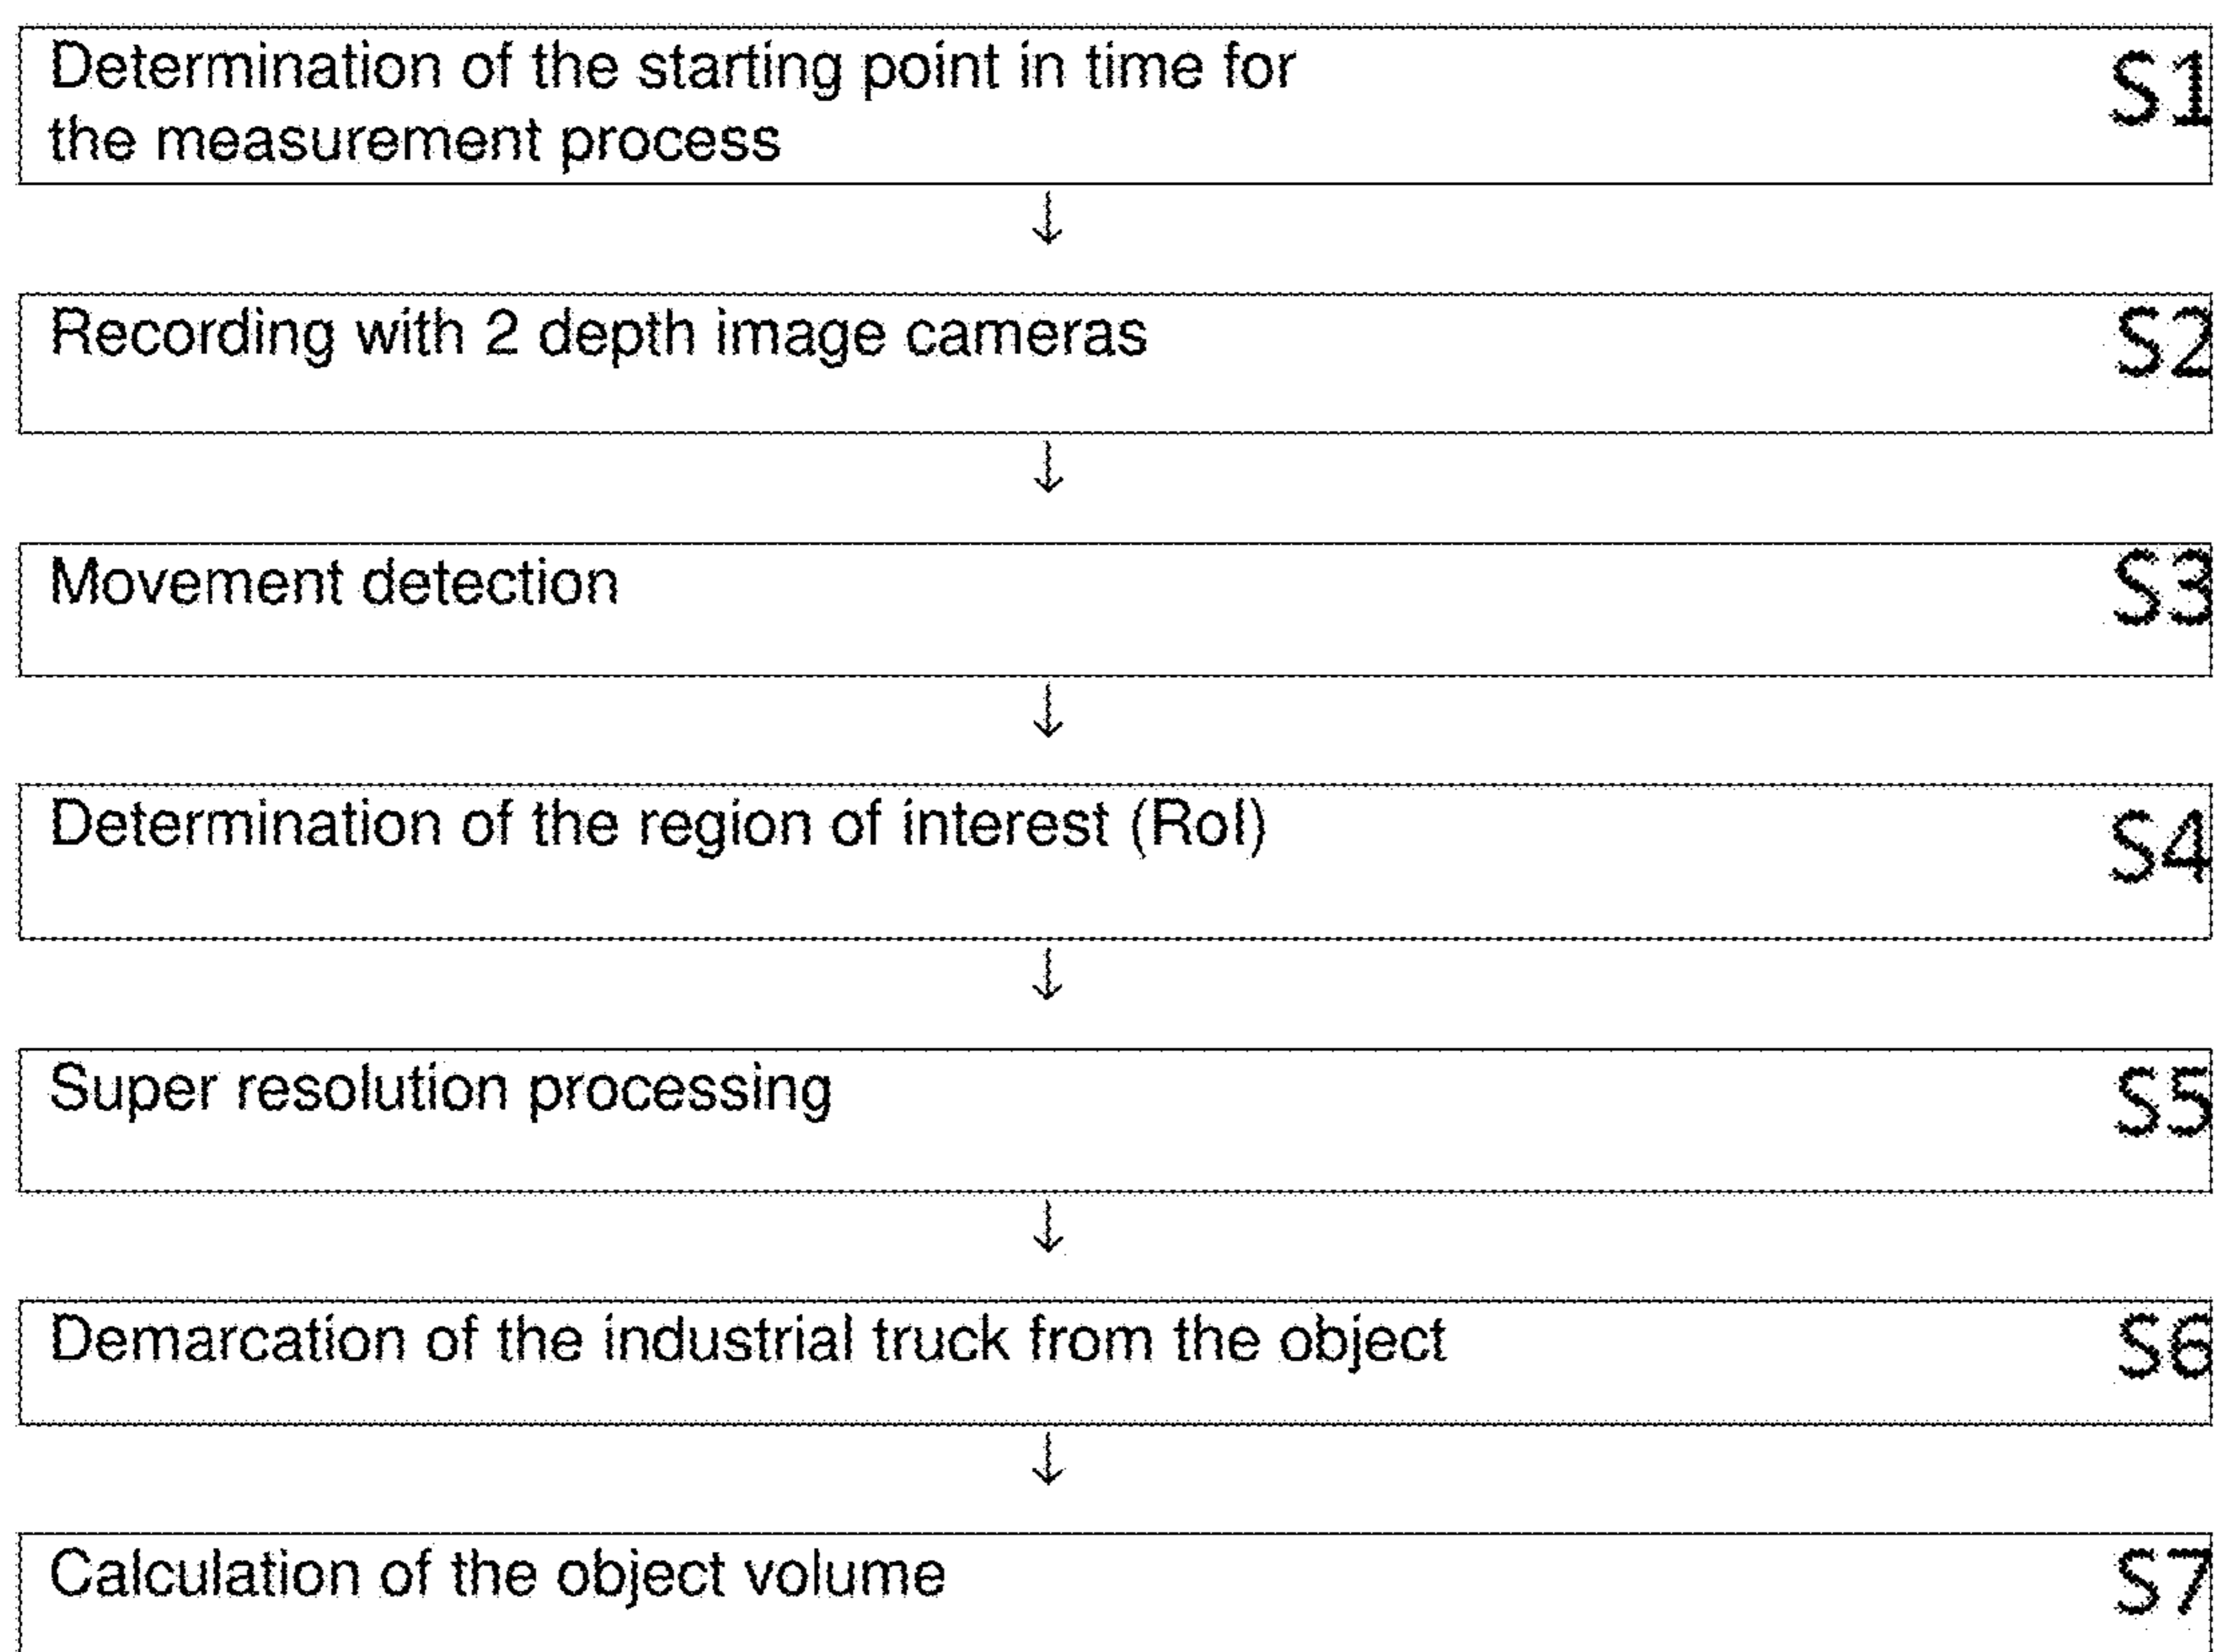 Determination of the starting point in time for S1
the measurement process
↓
Recording with 2 depth image cameras S2
↓
Movement detection S3
↓
Determination of the region of interest (RoI) S4
↓
Super resolution processing S5
↓
Demarcation of the industrial truck from the object S6
↓
Calculation of the object volume S7